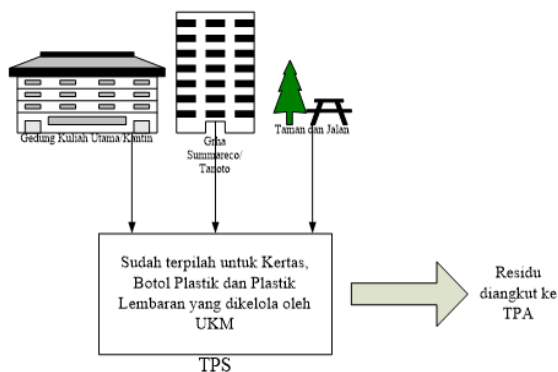 Gedung Kuliah Utama/Kantin
Grha
Summareco/
Tanoto
Taman dan Jalan
Sudah terpilah untuk Kertas,
Botol Plastik dan Plastik
Lembaran yang dikelola oleh
UKM
TPS
Residu
diangkut ke
TPA